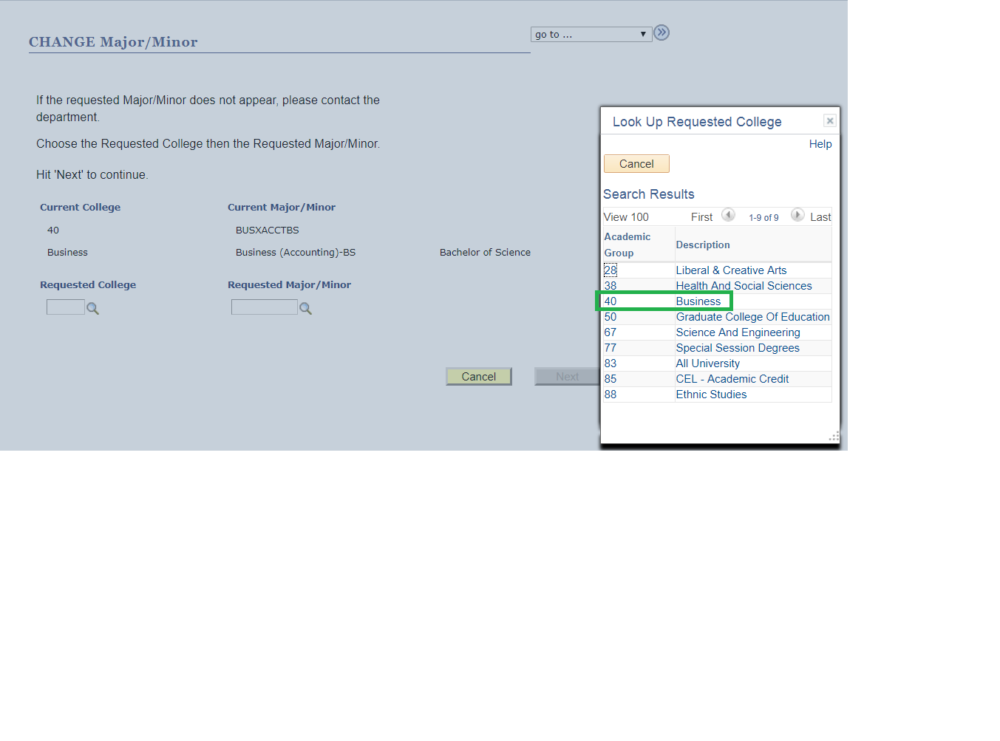 CHANGE Major/Minor
go to ...
If the requested Major/Minor does not appear, please contact the
department.
Choose the Requested College then the Requested Major/Minor.
Hit 'Next' to continue.
Current College Current Major/Minor
40 BUSXACCTBS
Business Business (Accounting)-BS Bachelor of Science
Requested College Requested Major/Minor
Cancel Next
Look Up Requested College
Help
Cancel
Search Results
View 100 First 1-9 of 9 Last
Academic
Group
Description
28 Liberal & Creative Arts
38 Health And Social Sciences
40 Business
50 Graduate College Of Education
67 Science And Engineering
77 Special Session Degrees
83 All University
85 CEL - Academic Credit
88 Ethnic Studies